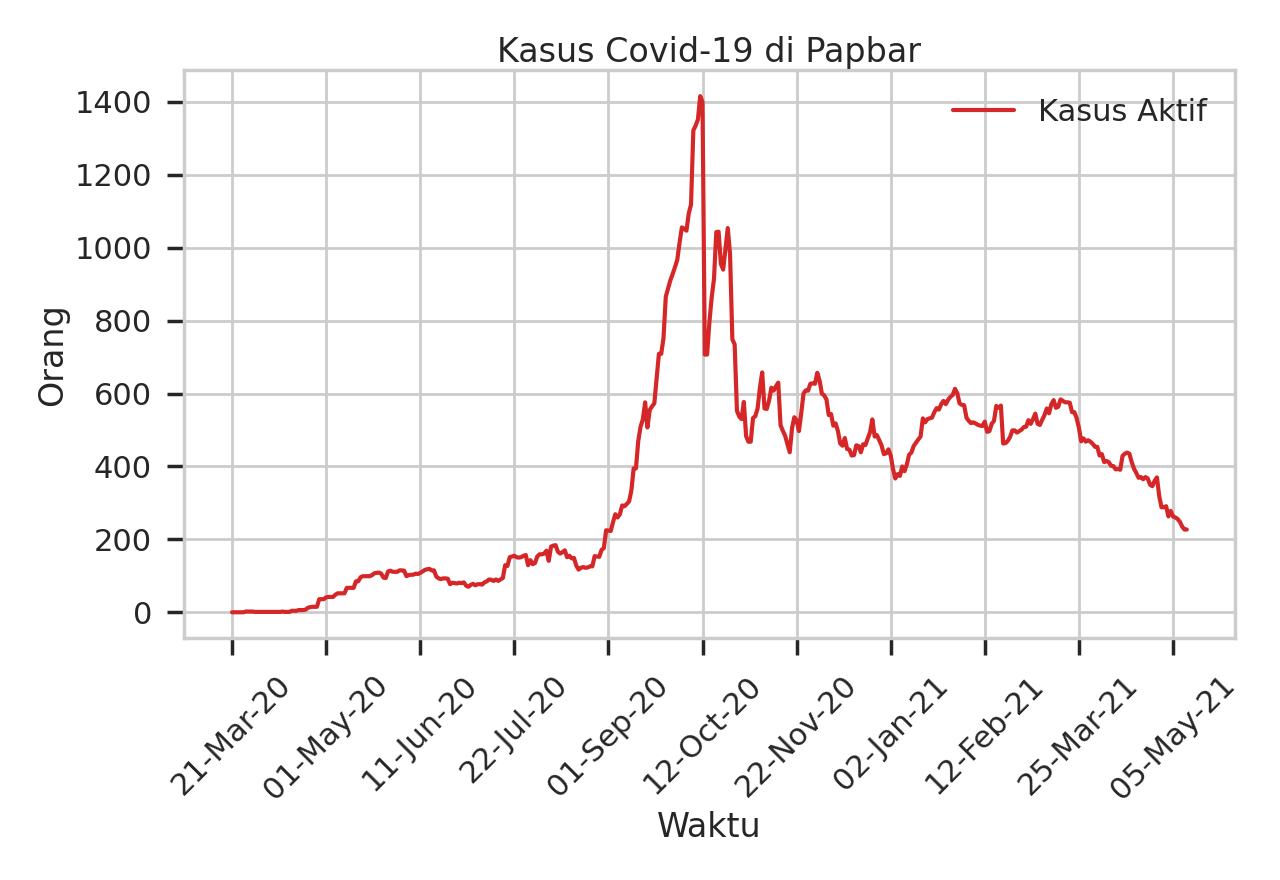 Kasus Covid-19 di Papbar
Kasus Aktif
1400
1200
1000
800
600
400
200
0
Orang
21-Mar-20
01-May-20
11-Jun-20
22-Jul-20
01-Sep-20
12-Oct-20
22-Nov-20
02-Jan-21
12-Feb-21
25-Mar-21
05-May-21
Waktu